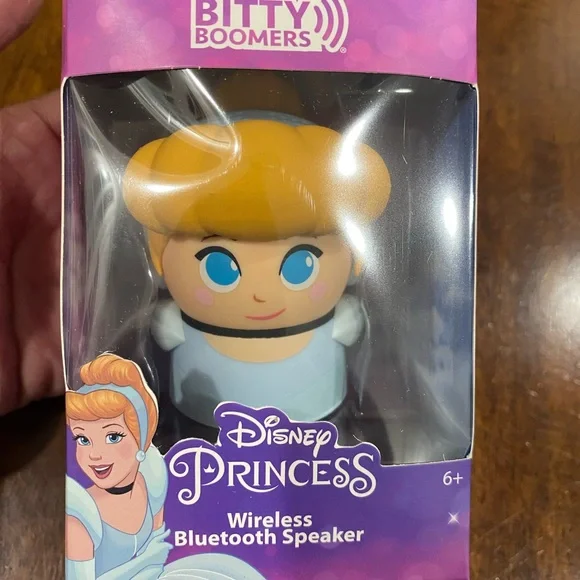 BITTY
BOOMERS
®
Disney
PRINCESS
6+
Wireless
Bluetooth Speaker